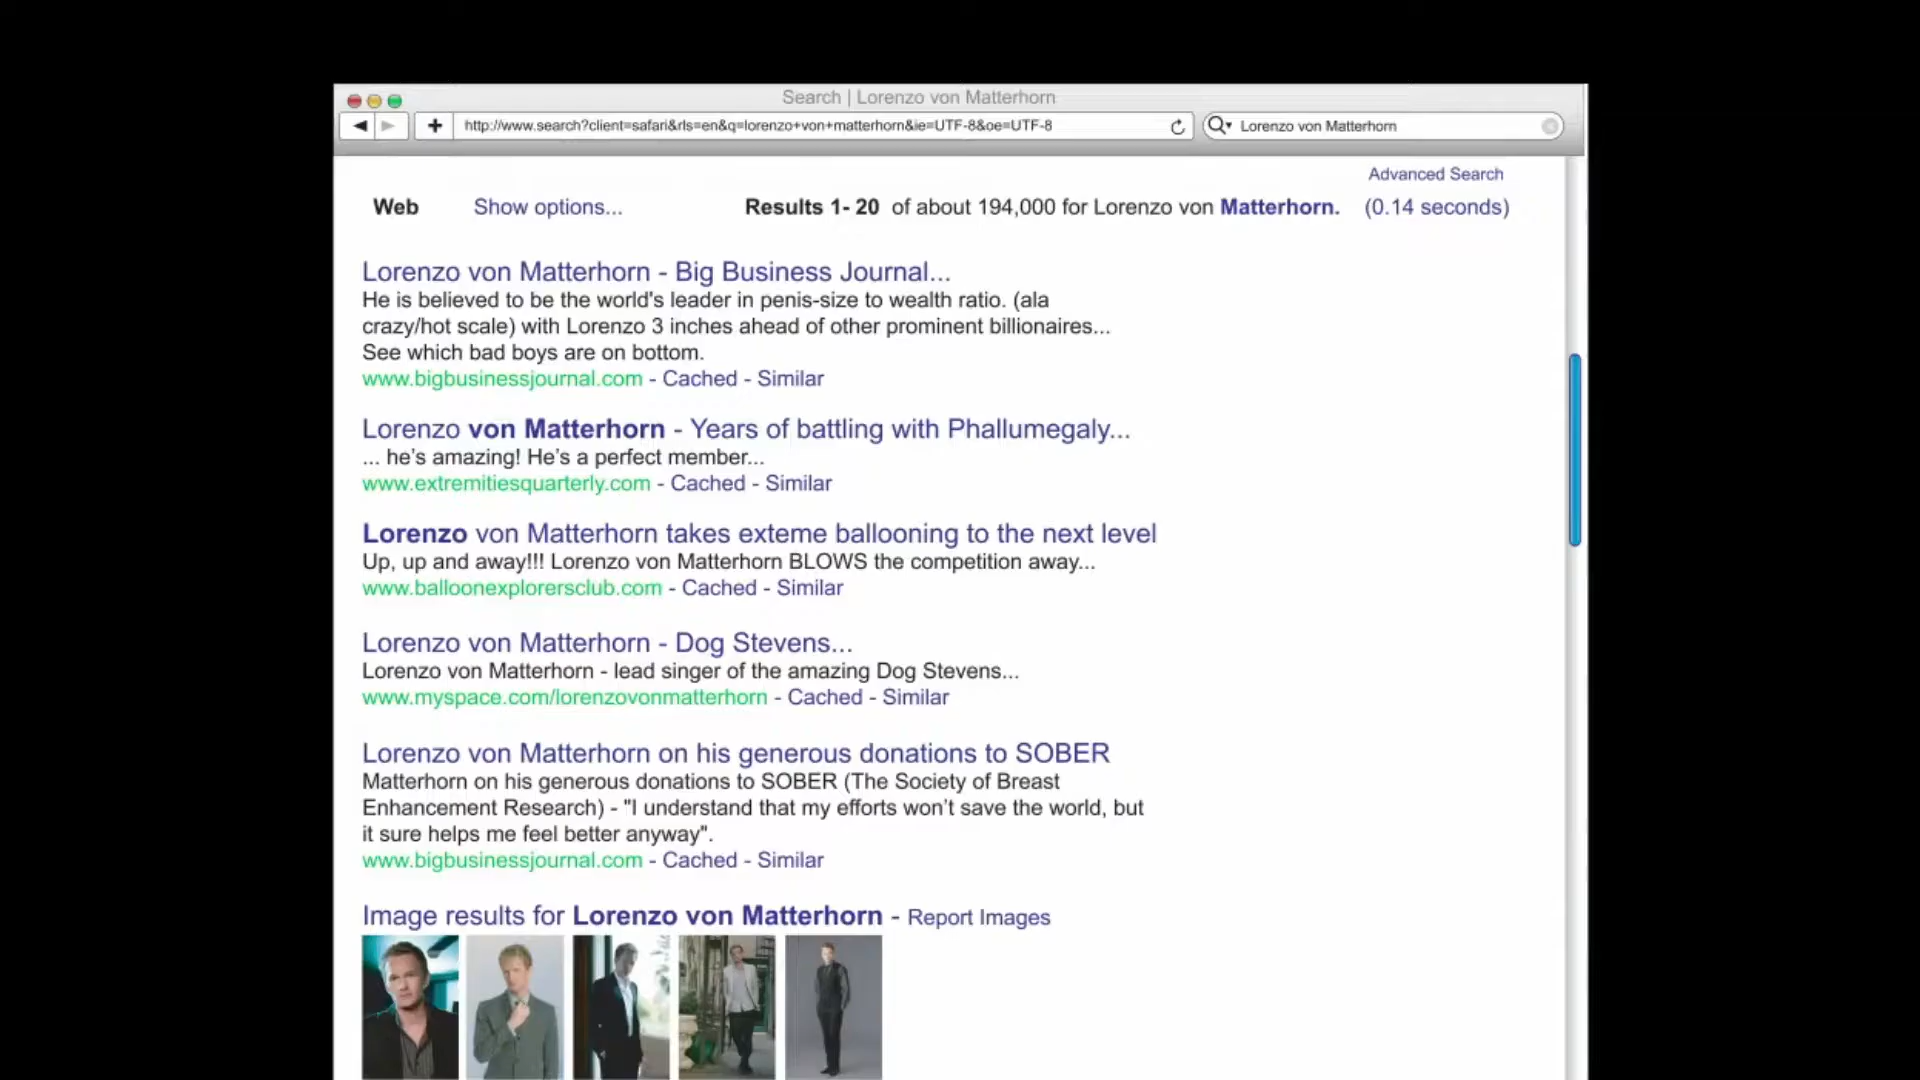 Search | Lorenzo von Matterhorn
http://www.search?client=safari&rls=en&q=lorenzo+von+matterhorn&ie=UTF-8&oe=UTF-8
Lorenzo von Matterhorn
Advanced Search
Web Show options... Results 1- 20 of about 194,000 for Lorenzo von Matterhorn. (0.14 seconds)
Lorenzo von Matterhorn - Big Business Journal...
He is believed to be the world's leader in penis-size to wealth ratio. (ala
crazy/hot scale) with Lorenzo 3 inches ahead of other prominent billionaires...
See which bad boys are on bottom.
www.bigbusinessjournal.com - Cached - Similar
Lorenzo von Matterhorn - Years of battling with Phallumegaly...
... he’s amazing! He’s a perfect member...
www.extremitiesquarterly.com - Cached - Similar
Lorenzo von Matterhorn takes exteme ballooning to the next level
Up, up and away!!! Lorenzo von Matterhorn BLOWS the competition away...
www.balloonexplorersclub.com - Cached - Similar
Lorenzo von Matterhorn - Dog Stevens...
Lorenzo von Matterhorn - lead singer of the amazing Dog Stevens...
www.myspace.com/lorenzovonmatterhorn - Cached - Similar
Lorenzo von Matterhorn on his generous donations to SOBER
Matterhorn on his generous donations to SOBER (The Society of Breast
Enhancement Research) - "I understand that my efforts won’t save the world, but
it sure helps me feel better anyway".
www.bigbusinessjournal.com - Cached - Similar
Image results for Lorenzo von Matterhorn - Report Images